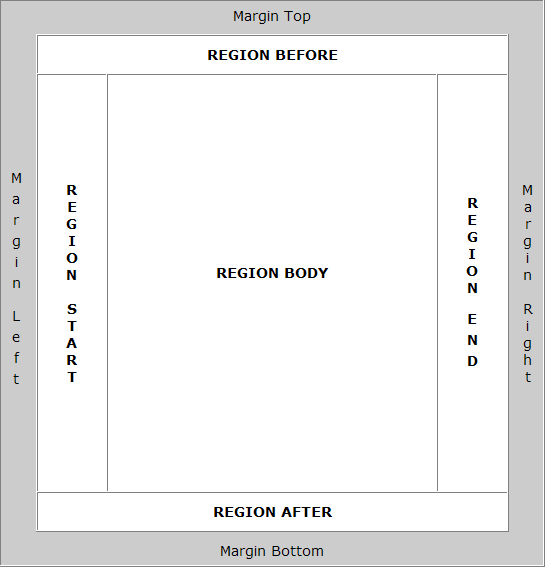 Margin Top
REGION BEFORE
Margin Left
REGION START
REGION BODY
REGION END
Margin Right
REGION AFTER
Margin Bottom